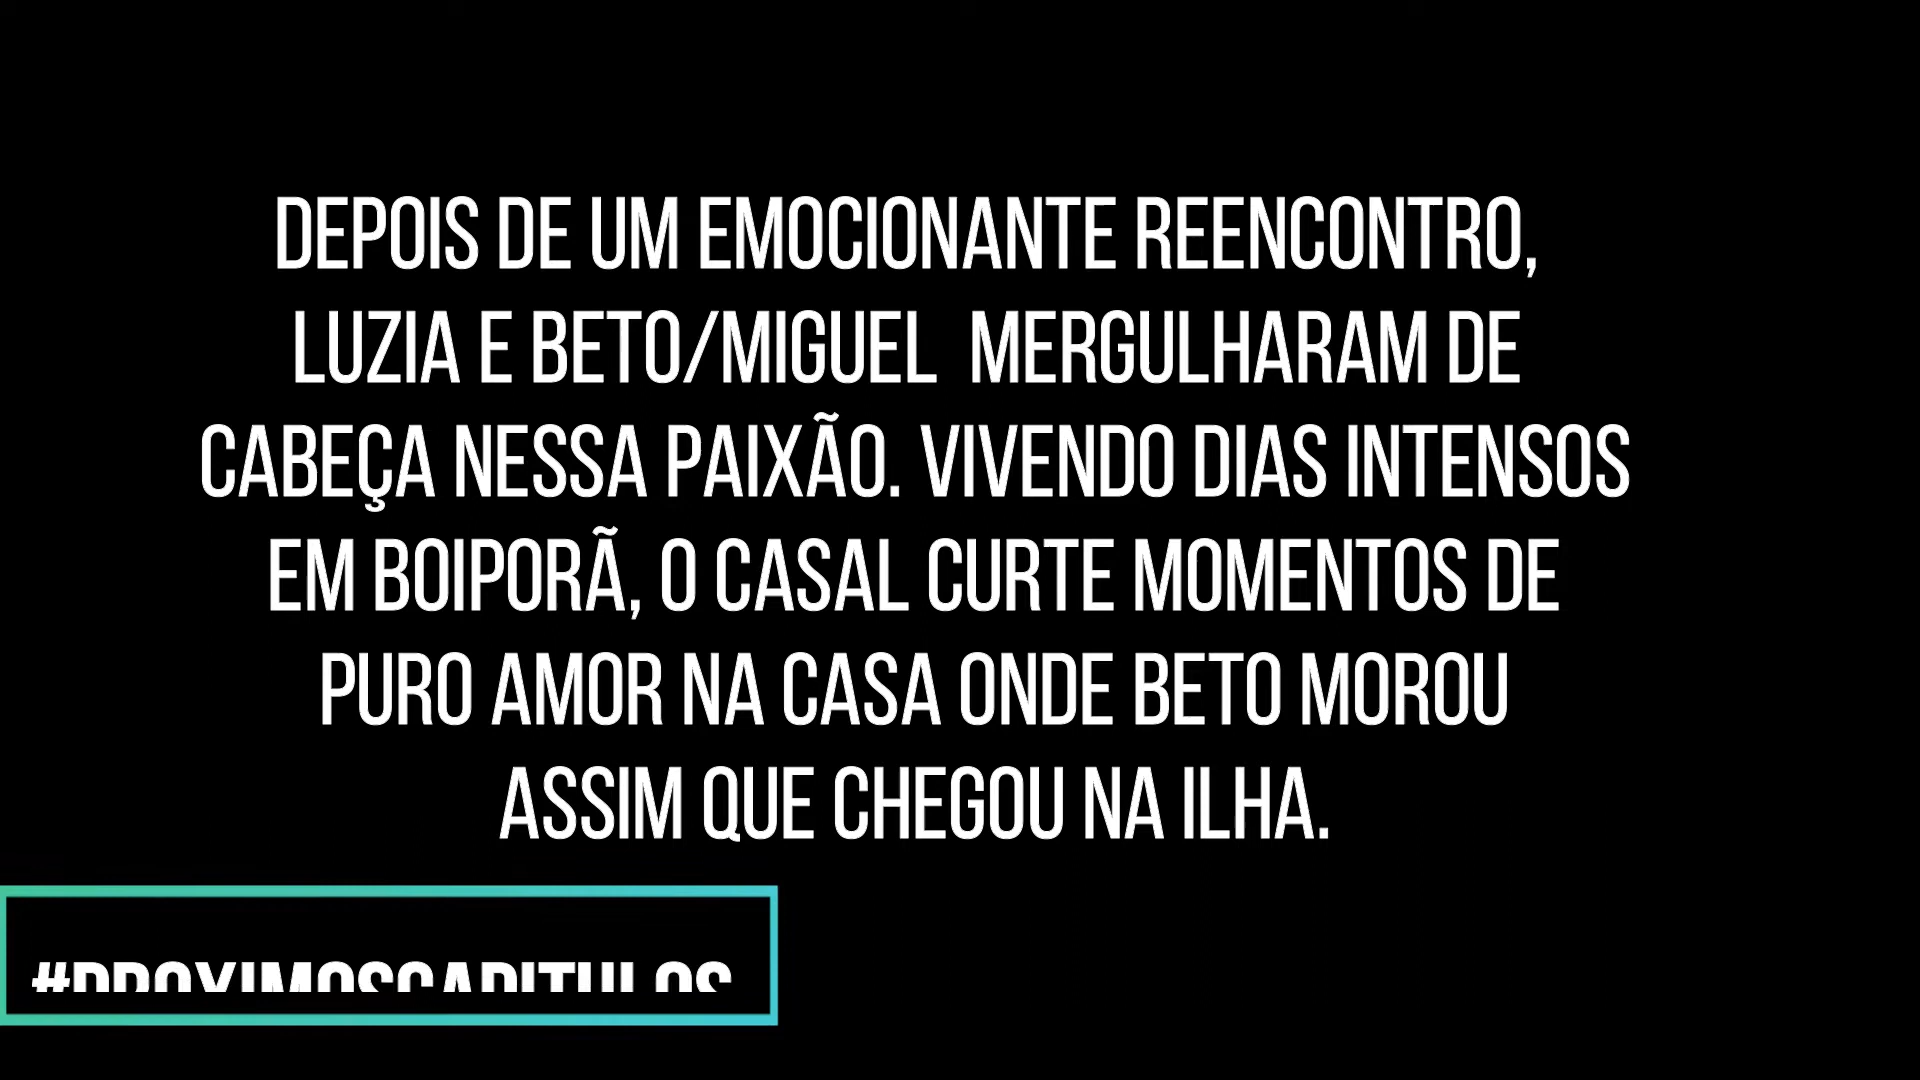 DEPOIS DE UM EMOCIONANTE REENCONTRO,
LUZIA E BETO/MIGUEL MERGULHARAM DE
CABEÇA NESSA PAIXÃO. VIVENDO DIAS INTENSOS
EM BOIPORÃ, O CASAL CURTE MOMENTOS DE
PURO AMOR NA CASA ONDE BETO MOROU
ASSIM QUE CHEGOU NA ILHA.
#PROXIMOSCAPITULOS